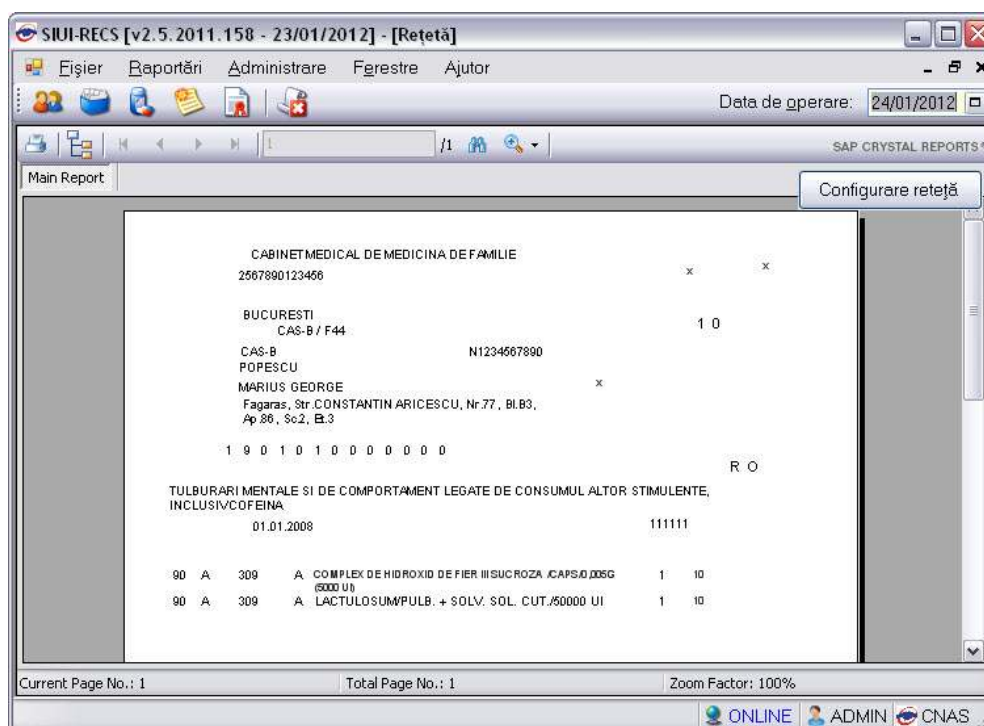 SIUI-RECS [v2.5.2011.158 - 23/01/2012] - [Rețetă]
Fișier Raportări Administrare Ferestre Ajutor
Data de operare: 24/01/2012
1 /1 SAP CRYSTAL REPORTS
Main Report
Configurare rețetă
CABINET MEDICAL DE MEDICINA DE FAMILIE
2567890123456 x x
BUCURESTI
CAS-B / F44 1 0
CAS-B N1234567890
POPESCU
MARIUS GEORGE x
Fagaras, Str.CONSTANTIN ARICESCU, Nr.77, Bl.B3,
Ap.86, Sc.2, Et.3
1 9 0 1 0 1 0 0 0 0 0 0 0
R O
TULBURARI MENTALE SI DE COMPORTAMENT LEGATE DE CONSUMUL ALTOR STIMULENTE,
INCLUSIV COFEINA
01.01.2008 111111
90 A 309 A COMPLEX DE HIDROXID DE FIER III SUCROZA /CAPS/0,005G 1 10
(5000 UI)
90 A 309 A LACTULOSUM/PULB. + SOLV. SOL. CUT./50000 UI 1 10
Current Page No.: 1 Total Page No.: 1 Zoom Factor: 100%
ONLINE ADMIN CNAS